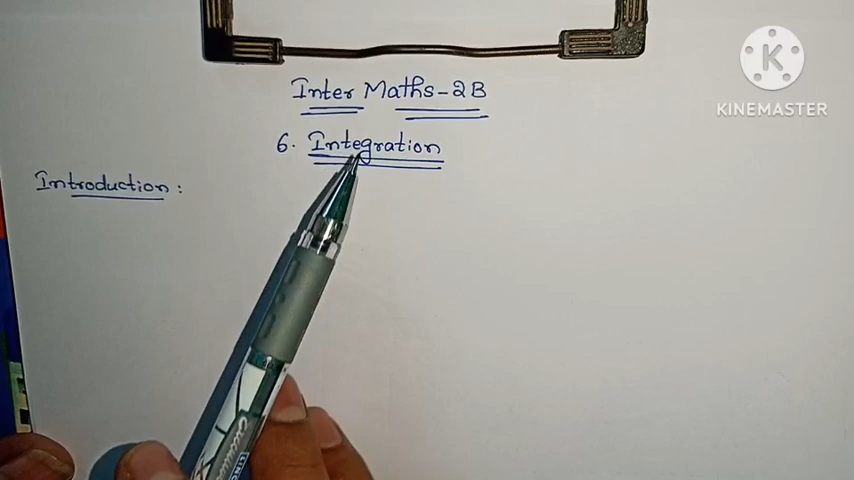 Inter Maths-2B
6. Integration
Introduction:
KINEMASTER